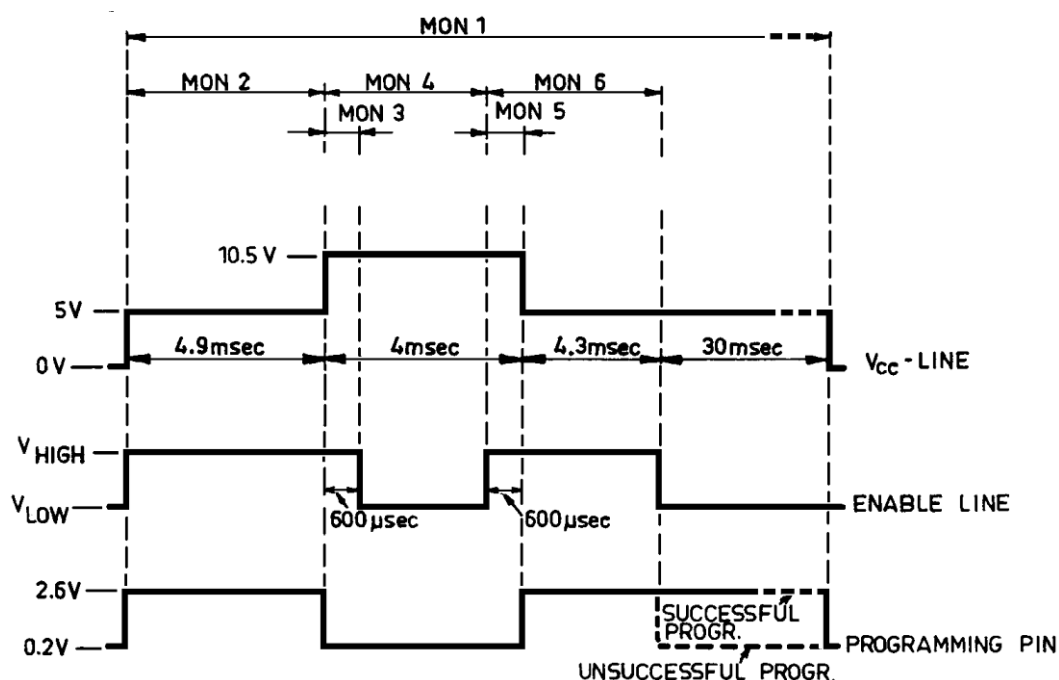 MON 1
MON 2 MON 4 MON 6
MON 3 MON 5
10.5 V
5V
4.9msec 4msec 4.3msec 30msec
0V VCC-LINE
VHIGH
VLOW 600µsec 600µsec ENABLE LINE
2.6V
SUCCESSFUL
PROGR.
0.2V PROGRAMMING PIN
UNSUCCESSFUL PROGR.